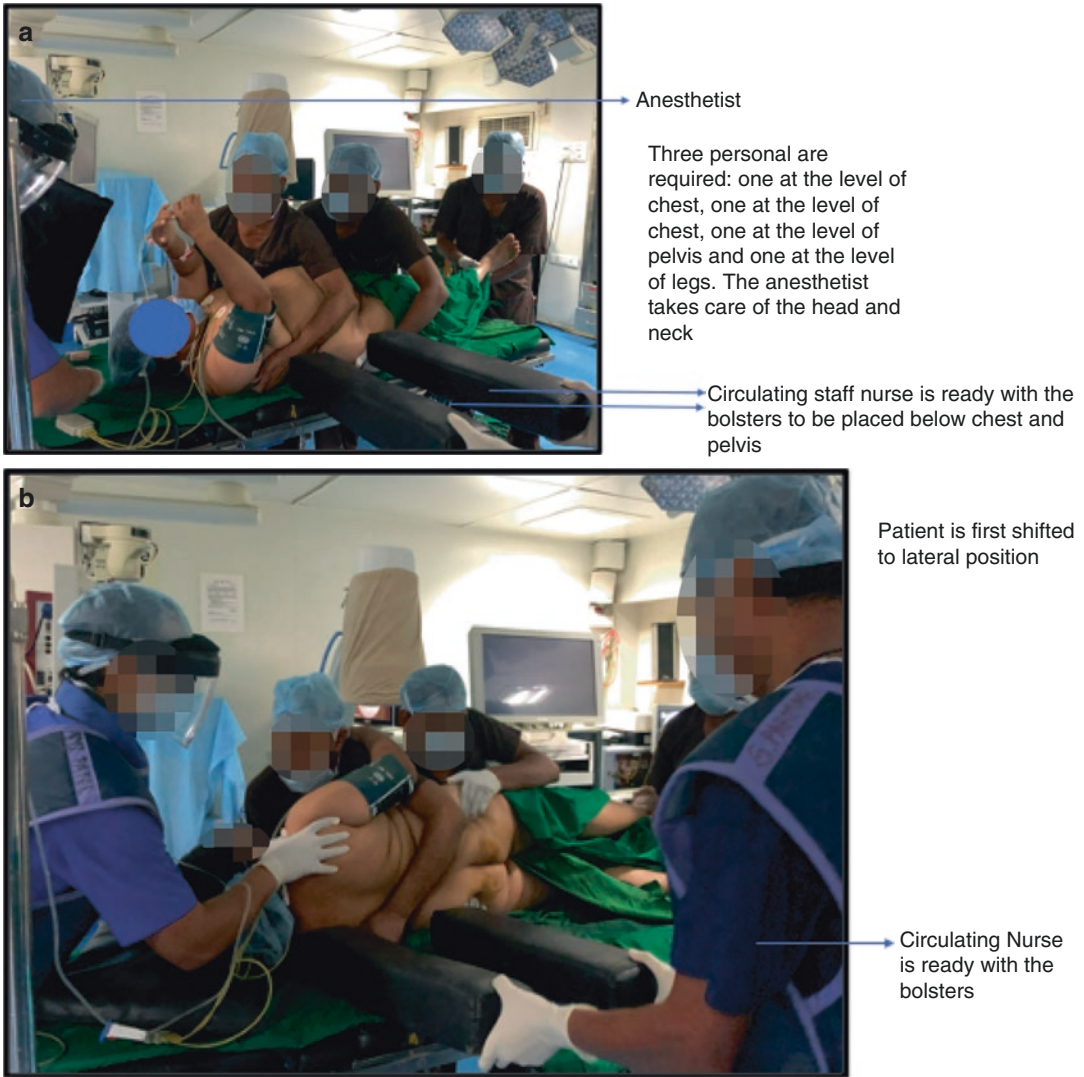 a
Anesthetist
Three personal are
required: one at the level of
chest, one at the level of
chest, one at the level of
pelvis and one at the level
of legs. The anesthetist
takes care of the head and
neck
Circulating staff nurse is ready with the
bolsters to be placed below chest and
pelvis
b
Patient is first shifted
to lateral position
Circulating Nurse
is ready with the
bolsters